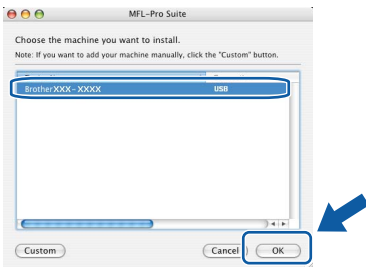 MFL-Pro Suite
Choose the machine you want to install.
Note: If you want to add your machine manually, click the "Custom" button.
BrotherXXX-XXXX USB
Custom Cancel OK